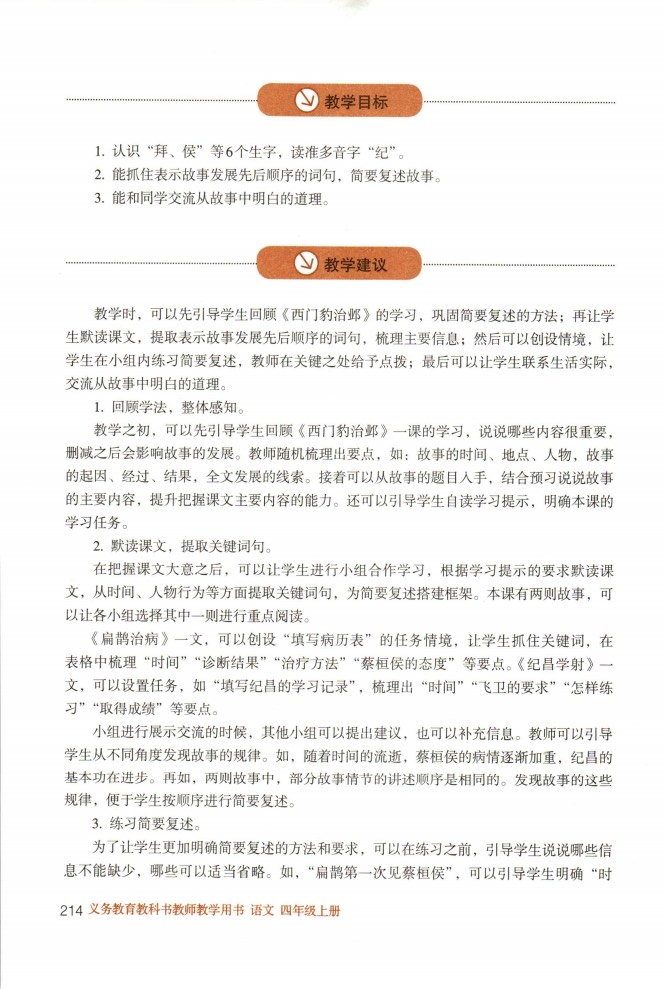 教学目标
1. 认识“拜、侯”等6个生字，读准多音字“纪”。
2. 能抓住表示故事发展先后顺序的词句，简要复述故事。
3. 能和同学交流从故事中明白的道理。
教学建议
教学时，可以先引导学生回顾《西门豹治邺》的学习，巩固简要复述的方法；再让学
生默读课文，提取表示故事发展先后顺序的词句，梳理主要信息；然后可以创设情境，让
学生在小组内练习简要复述，教师在关键之处给予点拨；最后可以让学生联系生活实际，
交流从故事中明白的道理。
1. 回顾学法，整体感知。
教学之初，可以先引导学生回顾《西门豹治邺》一课的学习，说说哪些内容很重要，
删减之后会影响故事的发展。教师随机梳理出要点，如：故事的时间、地点、人物，故事
的起因、经过、结果，全文发展的线索。接着可以从故事的题目入手，结合预习说说故事
的主要内容，提升把握课文主要内容的能力。还可以引导学生自读学习提示，明确本课的
学习任务。
2. 默读课文，提取关键词句。
在把握课文大意之后，可以让学生进行小组合作学习，根据学习提示的要求默读课
文，从时间、人物行为等方面提取关键词句，为简要复述搭建框架。本课有两则故事，可
以让各小组选择其中一则进行重点阅读。
《扁鹊治病》一文，可以创设“填写病历表”的任务情境，让学生抓住关键词，在
表格中梳理“时间”“诊断结果”“治疗方法”“蔡桓侯的态度”等要点。《纪昌学射》一
文，可以设置任务，如“填写纪昌的学习记录”，梳理出“时间”“飞卫的要求”“怎样练
习”“取得成绩”等要点。
小组进行展示交流的时候，其他小组可以提出建议，也可以补充信息。教师可以引导
学生从不同角度发现故事的规律。如，随着时间的流逝，蔡桓侯的病情逐渐加重，纪昌的
基本功在进步。再如，两则故事中，部分故事情节的讲述顺序是相同的。发现故事的这些
规律，便于学生按顺序进行简要复述。
3. 练习简要复述。
为了让学生更加明确简要复述的方法和要求，可以在练习之前，引导学生说说哪些信
息不能缺少，哪些可以适当省略。如，“扁鹊第一次见蔡桓侯”，可以引导学生明确“时
214 义务教育教科书教师教学用书 语文 四年级上册